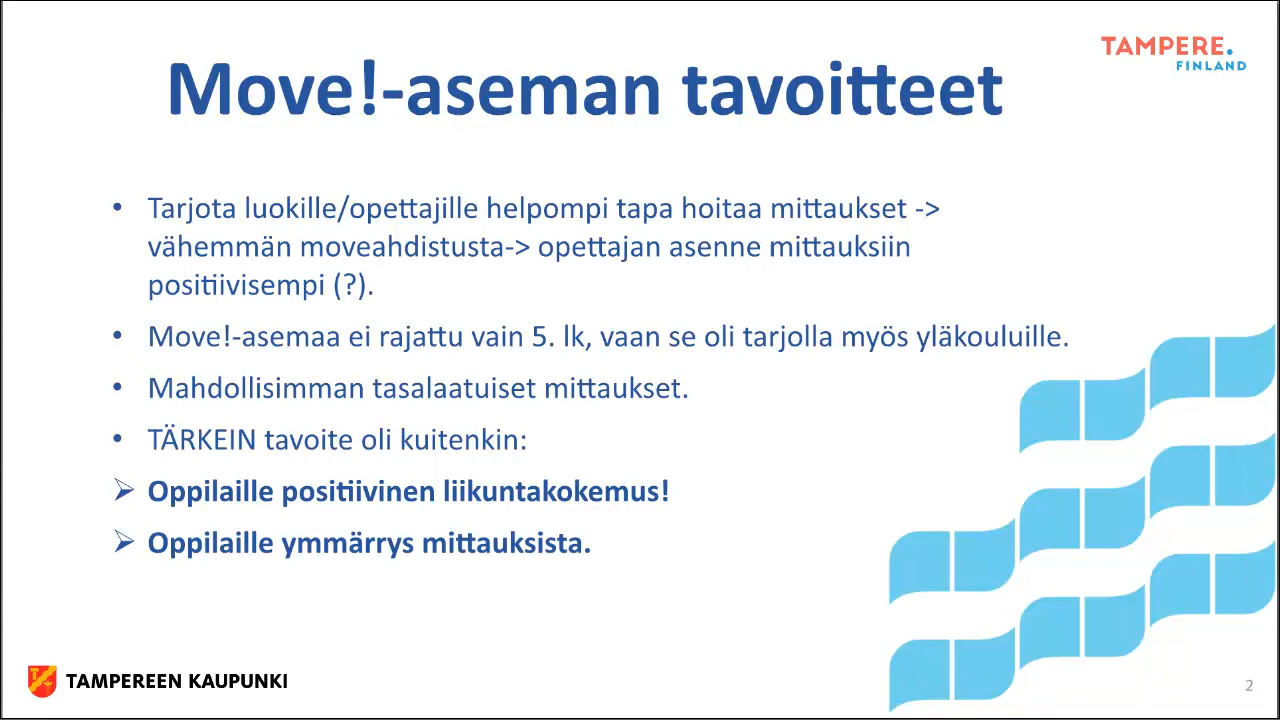 TAMPERE.
FINLAND
Move!-aseman tavoitteet
• Tarjota luokille/opettajille helpompi tapa hoitaa mittaukset ->
vähemmän moveahdistusta-> opettajan asenne mittauksiin
positiivisempi (?).
• Move!-asemaa ei rajattu vain 5. lk, vaan se oli tarjolla myös yläkouluille.
• Mahdollisimman tasalaatuiset mittaukset.
• TÄRKEIN tavoite oli kuitenkin:
➢ Oppilaille positiivinen liikuntakokemus!
➢ Oppilaille ymmärrys mittauksista.
TAMPEREEN KAUPUNKI
2